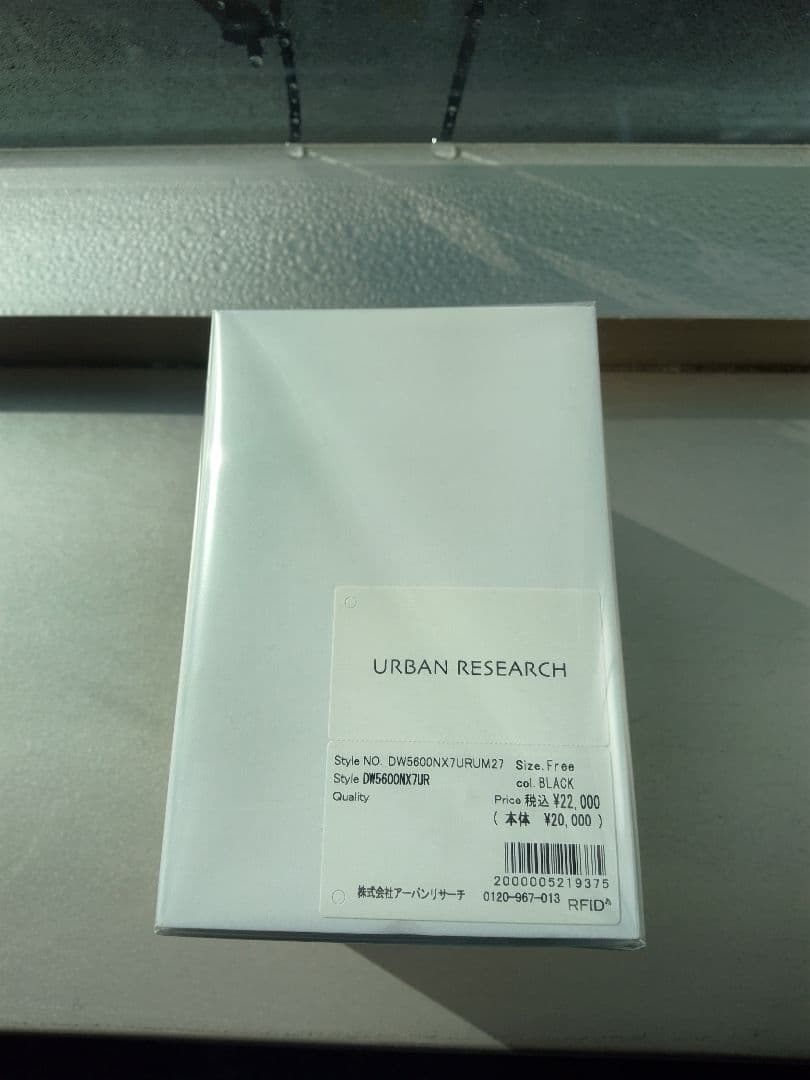 URBAN RESEARCH
Style NO. DW5600NX7URUM27 Size.Free
Style DW5600NX7UR col.BLACK
Quality Price 税込 ¥22,000
( 本体 ¥20,000 )
2000005219375
株式会社アーバンリサーチ 0120-967-013 RFID